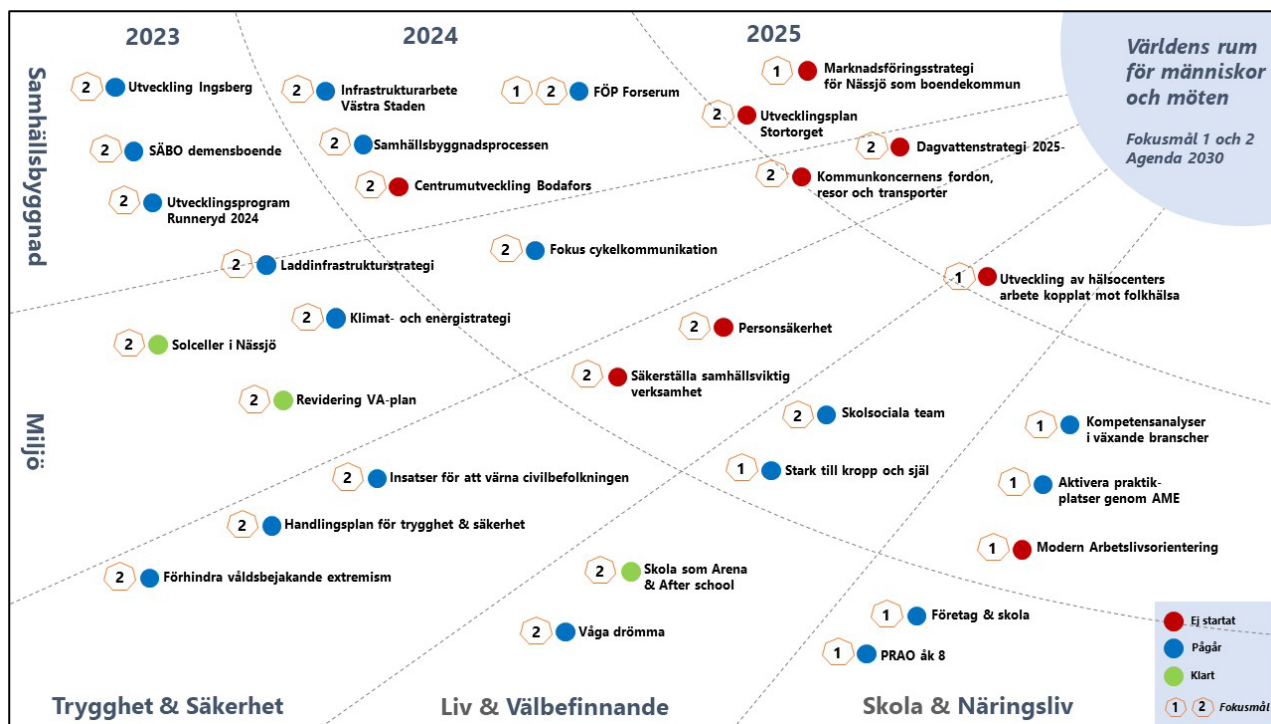 2023
2024
2025
Världens rum
för människor
och möten
Fokusmål 1 och 2
Agenda 2030
Samhällsbyggnad
2 Utveckling Ingsberg
2 Infrastrukturarbete
Västra Staden
1 2 FÖP Forserum
1 Marknadsföringsstrategi
för Nässjö som boendekommun
2 Utvecklingsplan
Stortorget
2 SÄBO demensboende
2 Samhällsbyggnadsprocessen
2 Dagvattenstrategi 2025-
2 Centrumutveckling Bodafors
2 Kommunkoncernens fordon,
resor och transporter
2 Utvecklingsprogram
Runneryd 2024
2 Fokus cykelkommunikation
2 Laddinfrastrukturstrategi
1 Utveckling av hälsocenters
arbete kopplat mot folkhälsa
Miljö
2 Klimat- och energistrategi
2 Personsäkerhet
2 Solceller i Nässjö
2 Säkerställa samhällsviktig
verksamhet
2 Revidering VA-plan
2 Skolsociala team
1 Kompetensanalyser
i växande branscher
1 Stark till kropp och själ
2 Insatser för att värna civilbefolkningen
1 Aktivera praktik-
platser genom AME
2 Handlingsplan för trygghet & säkerhet
1 Modern Arbetslivsorientering
2 Förhindra våldsbejakande extremism
2 Skola som Arena
& After school
1 Företag & skola
2 Våga drömma
1 PRAO åk 8
Ej startat
Pågår
Klart
1 2 Fokusmål
Trygghet & Säkerhet
Liv & Välbefinnande
Skola & Näringsliv